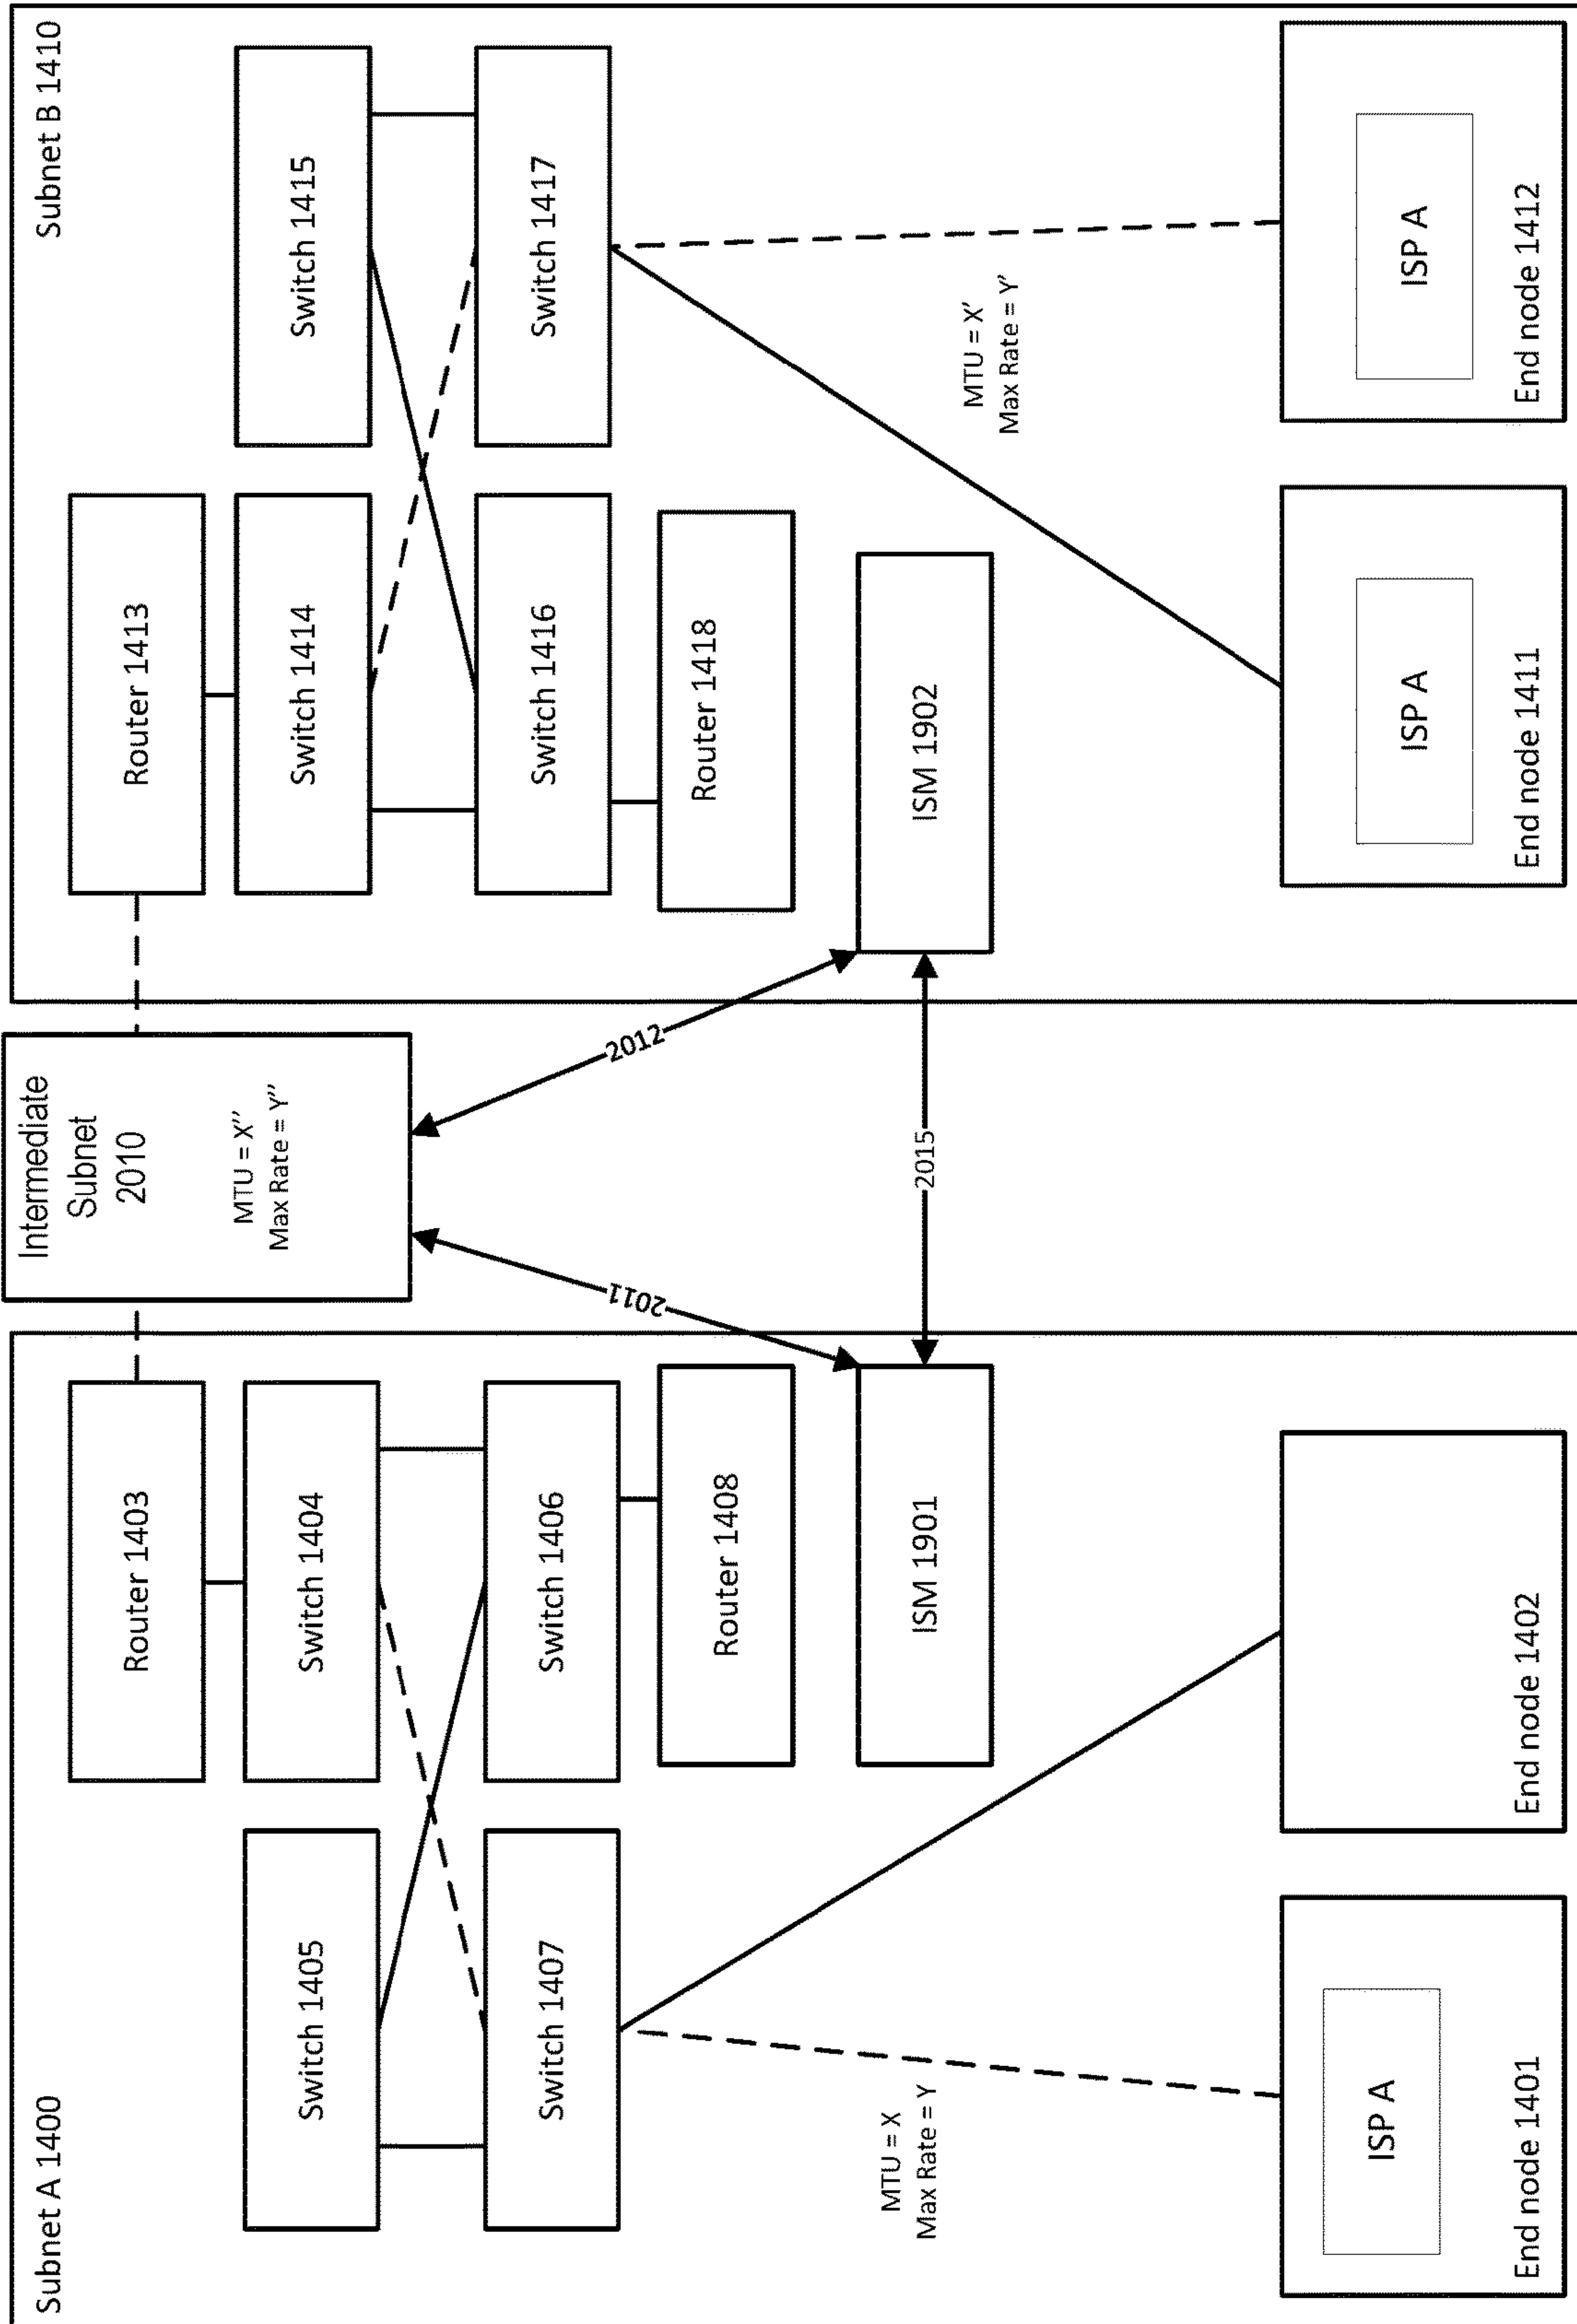 Subnet A 1400
Router 1403
Switch 1405
Switch 1404
Switch 1407
Switch 1406
Router 1408
ISM 1901
MTU = X
Max Rate = Y
ISP A
End node 1401
End node 1402
Intermediate
Subnet
2010
MTU = X''
Max Rate = Y''
2011
2012
2015
Subnet B 1410
Router 1413
Switch 1414
Switch 1415
Switch 1416
Switch 1417
Router 1418
ISM 1902
MTU = X'
Max Rate = Y'
ISP A
End node 1411
ISP A
End node 1412